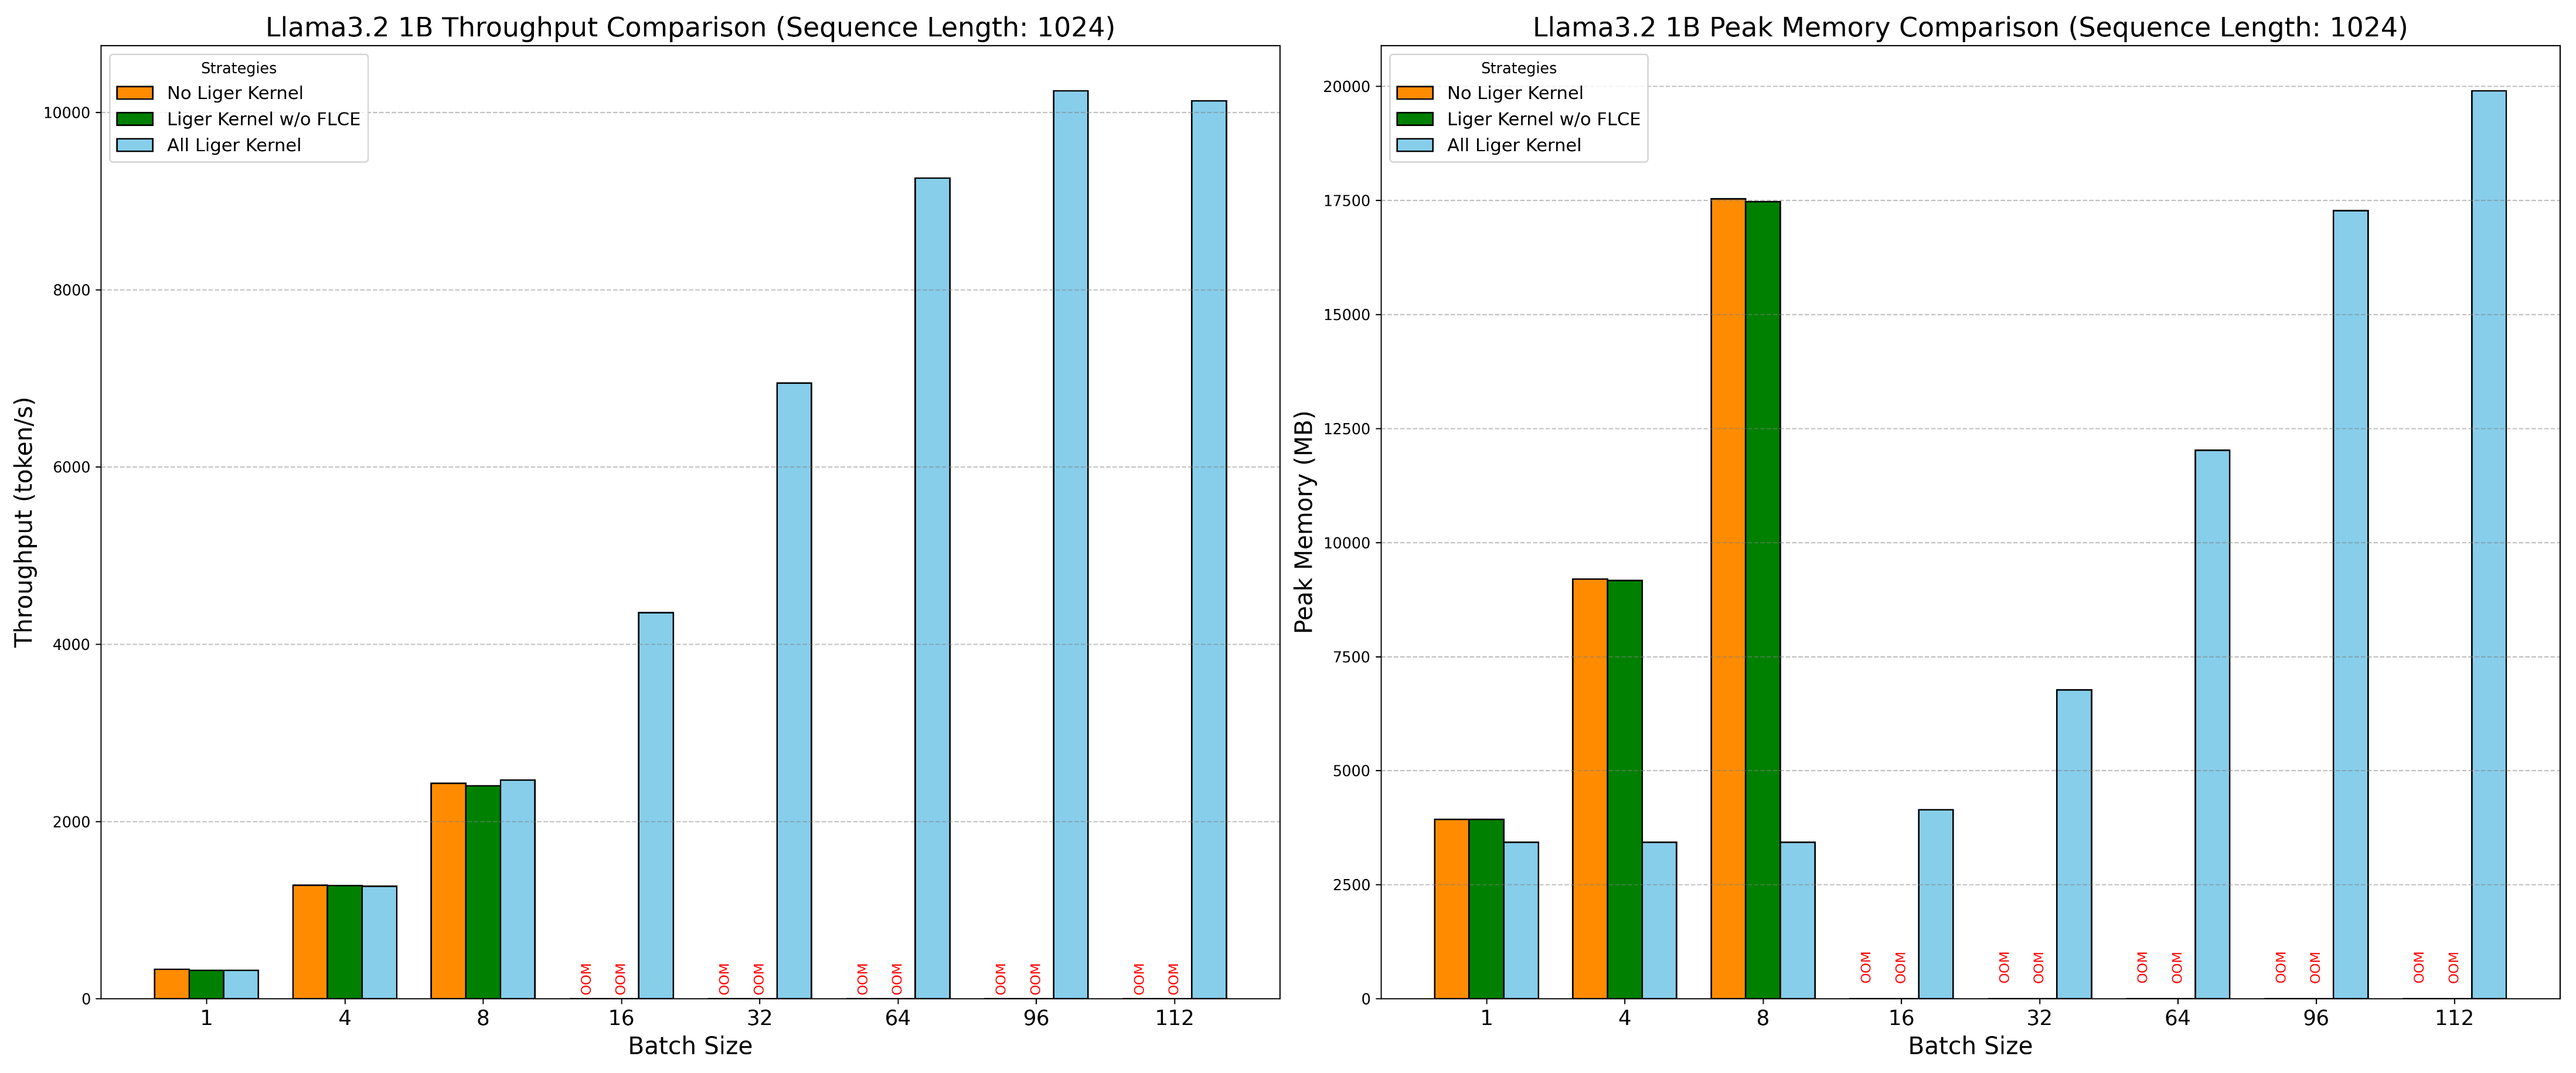 Llama3.2 1B Throughput Comparison (Sequence Length: 1024)
Strategies
No Liger Kernel
Liger Kernel w/o FLCE
All Liger Kernel
Throughput (token/s)
10000
8000
6000
4000
2000
0
OOM OOM OOM OOM OOM OOM OOM OOM OOM OOM
1 4 8 16 32 64 96 112
Batch Size
Llama3.2 1B Peak Memory Comparison (Sequence Length: 1024)
Strategies
No Liger Kernel
Liger Kernel w/o FLCE
All Liger Kernel
Peak Memory (MB)
20000
17500
15000
12500
10000
7500
5000
2500
0
OOM OOM OOM OOM OOM OOM OOM OOM OOM OOM
1 4 8 16 32 64 96 112
Batch Size